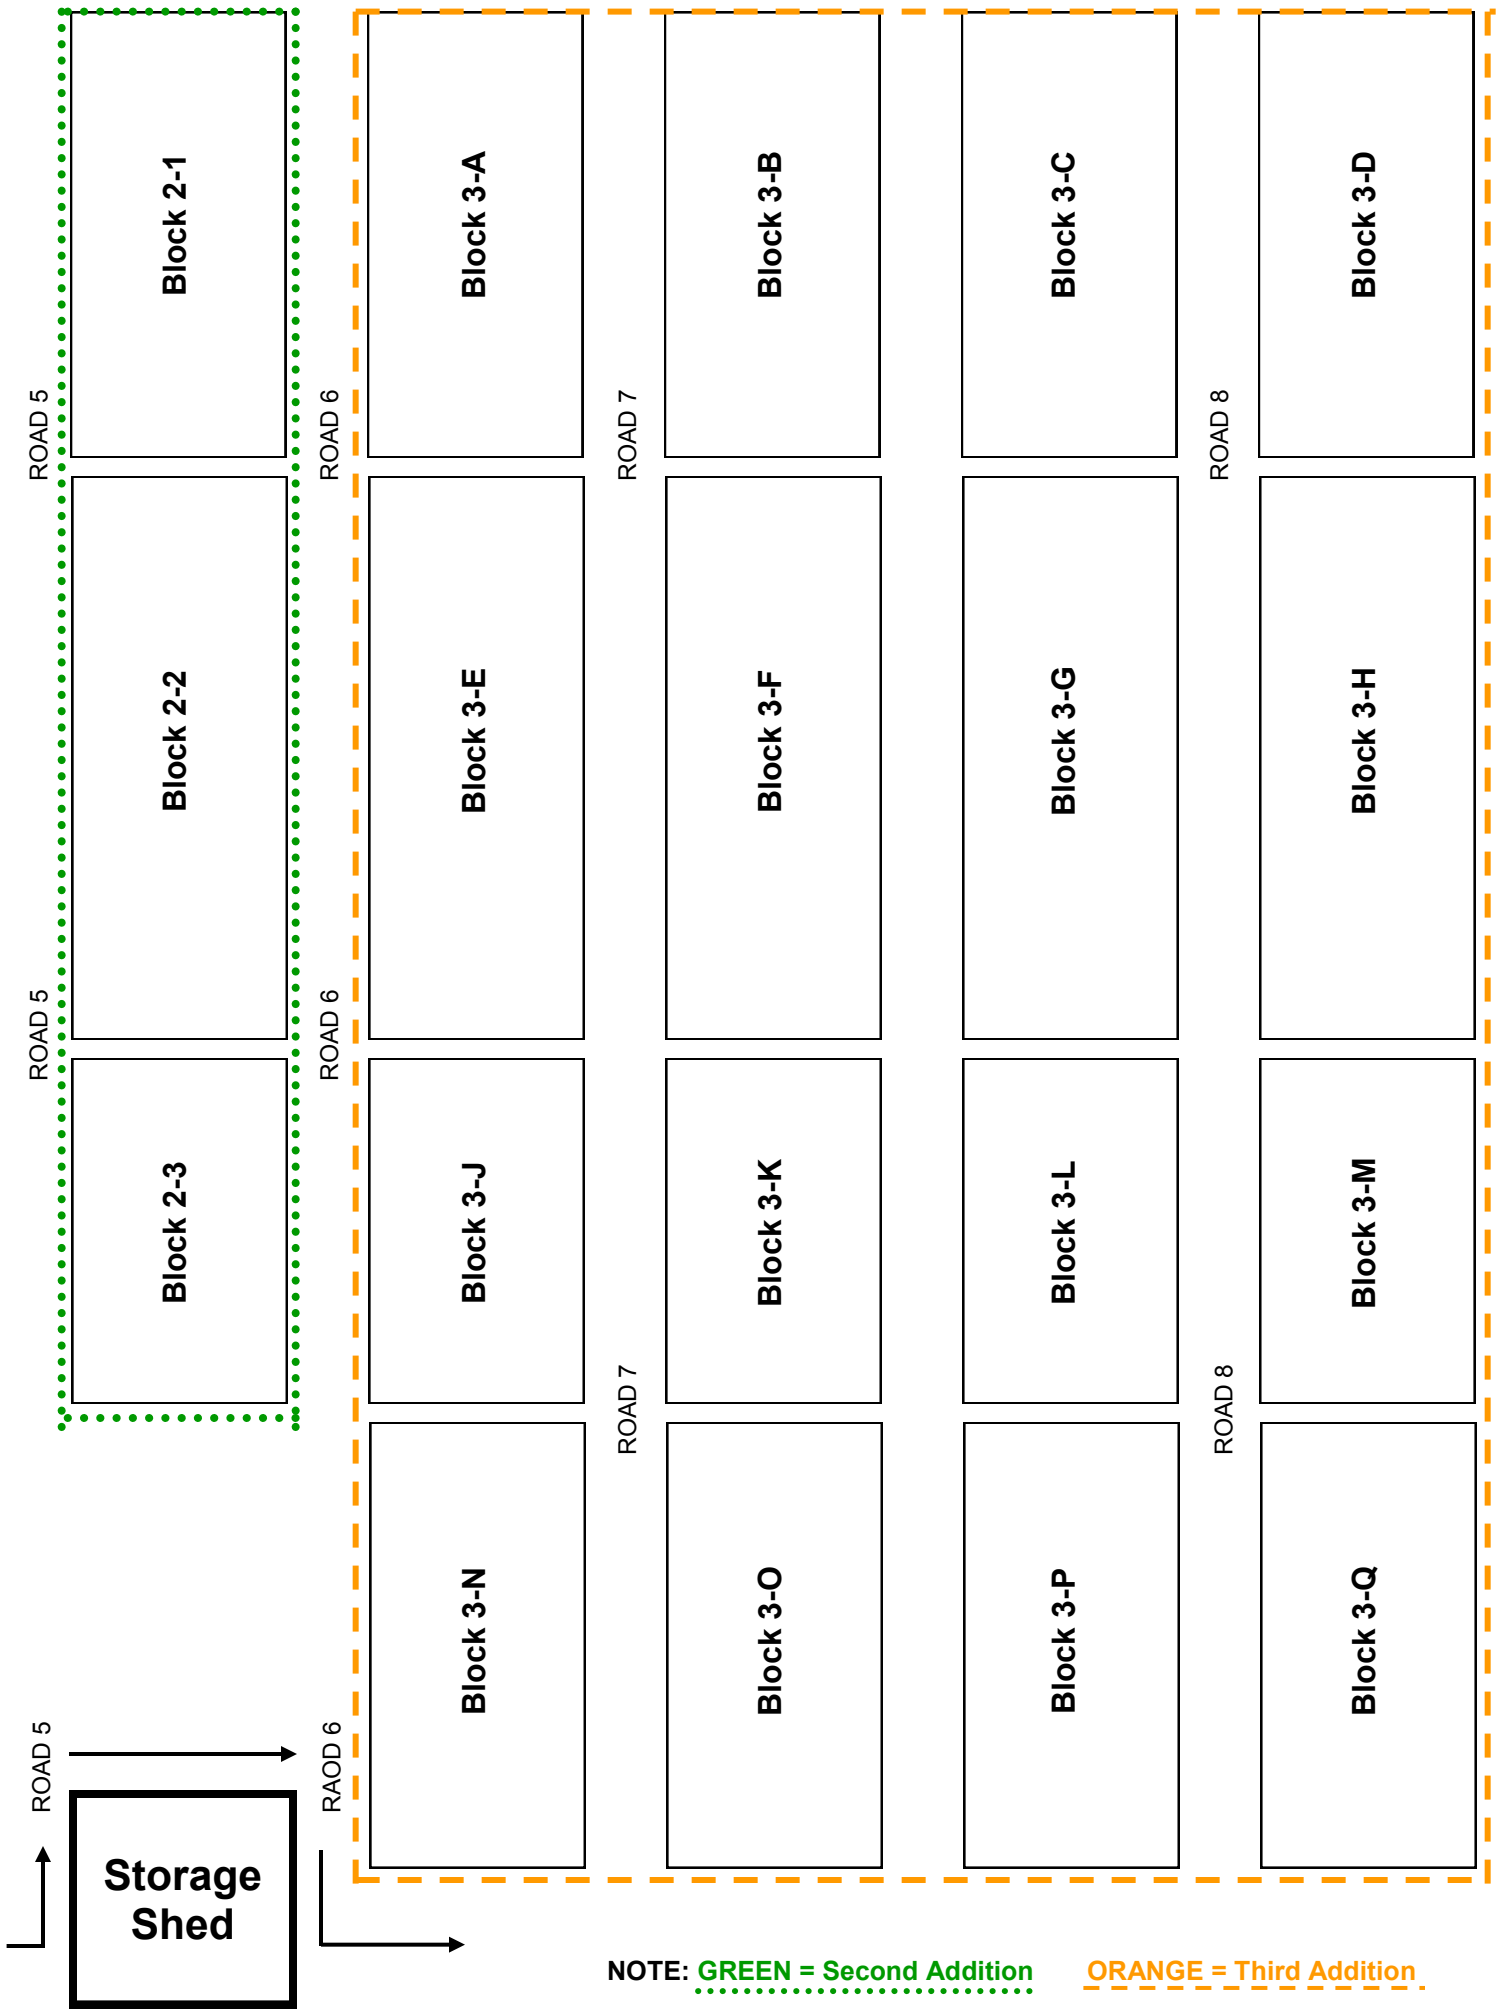 Block 2-1
Block 3-A
Block 3-B
Block 3-C
Block 3-D
ROAD 5
ROAD 6
ROAD 7
ROAD 8
Block 2-2
Block 3-E
Block 3-F
Block 3-G
Block 3-H
ROAD 5
ROAD 6
Block 2-3
Block 3-J
Block 3-K
Block 3-L
Block 3-M
ROAD 7
ROAD 8
Block 3-N
Block 3-O
Block 3-P
Block 3-Q
ROAD 5
RAOD 6
Storage
Shed
NOTE: GREEN = Second Addition ORANGE = Third Addition